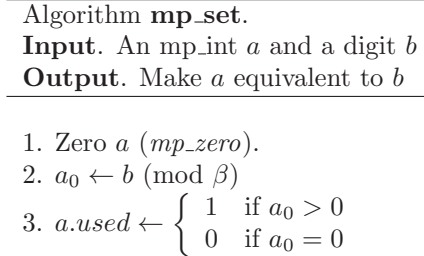 Algorithm mp_set.
Input. An mp_int a and a digit b
Output. Make a equivalent to b
1. Zero a (mp_zero).
2. a₀ ← b (mod β)
3. a.used ← { 1 if a₀ > 0
0 if a₀ = 0